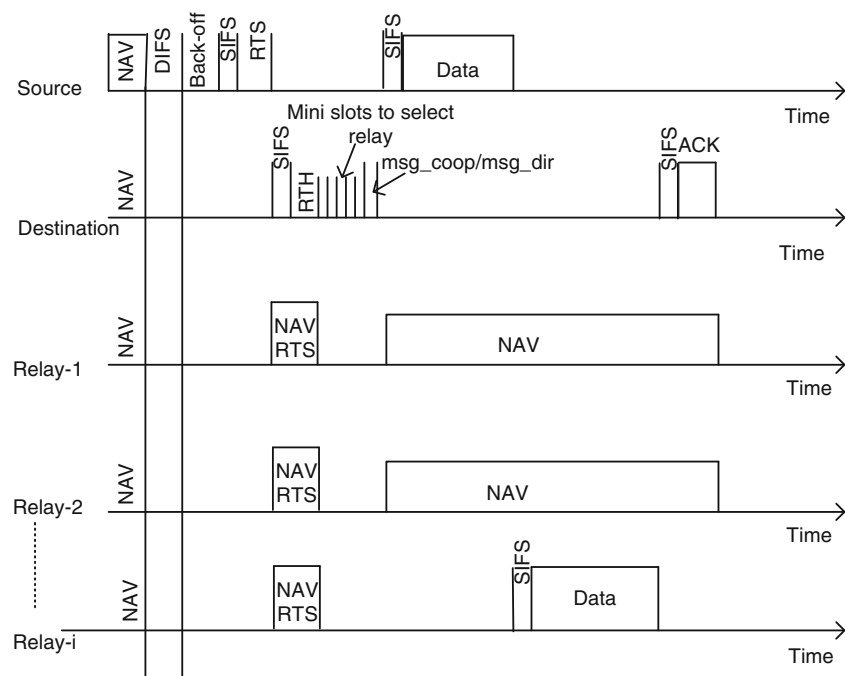 NAV
DIFS
Back-off
SIFS
RTS
SIFS
Data
Source
Time
Mini slots to select
relay
NAV
SIFS
RTH
msg_coop/msg_dir
SIFS
ACK
Destination
Time
NAV
NAV
RTS
NAV
Relay-1
Time
NAV
NAV
RTS
NAV
Relay-2
Time
NAV
NAV
RTS
SIFS
Data
Relay-i
Time